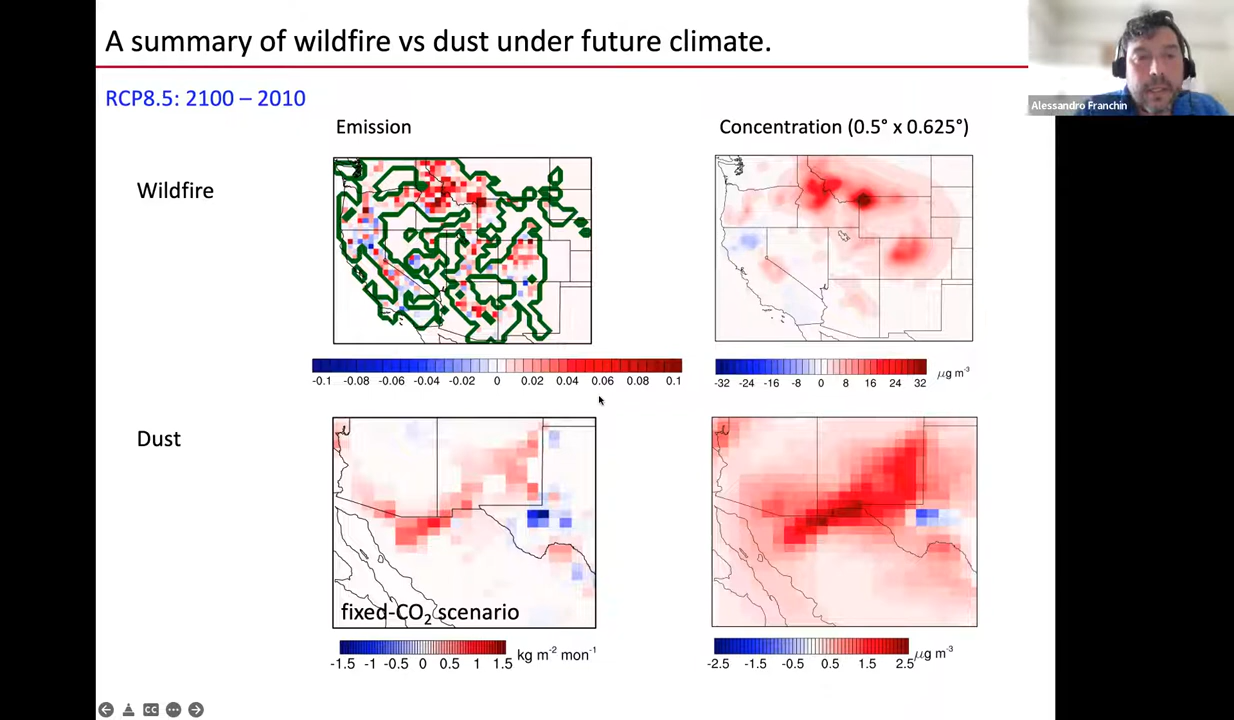 A summary of wildfire vs dust under future climate.
Alessandro Franchin
RCP8.5: 2100 – 2010
Emission
Concentration (0.5° x 0.625°)
Wildfire
-0.1 -0.08 -0.06 -0.04 -0.02 0 0.02 0.04 0.06 0.08 0.1
-32 -24 -16 -8 0 8 16 24 32 μg m⁻³
Dust
fixed-CO₂ scenario
-1.5 -1 -0.5 0 0.5 1 1.5 kg m⁻² mon⁻¹
-2.5 -1.5 -0.5 0.5 1.5 2.5 μg m⁻³
CC